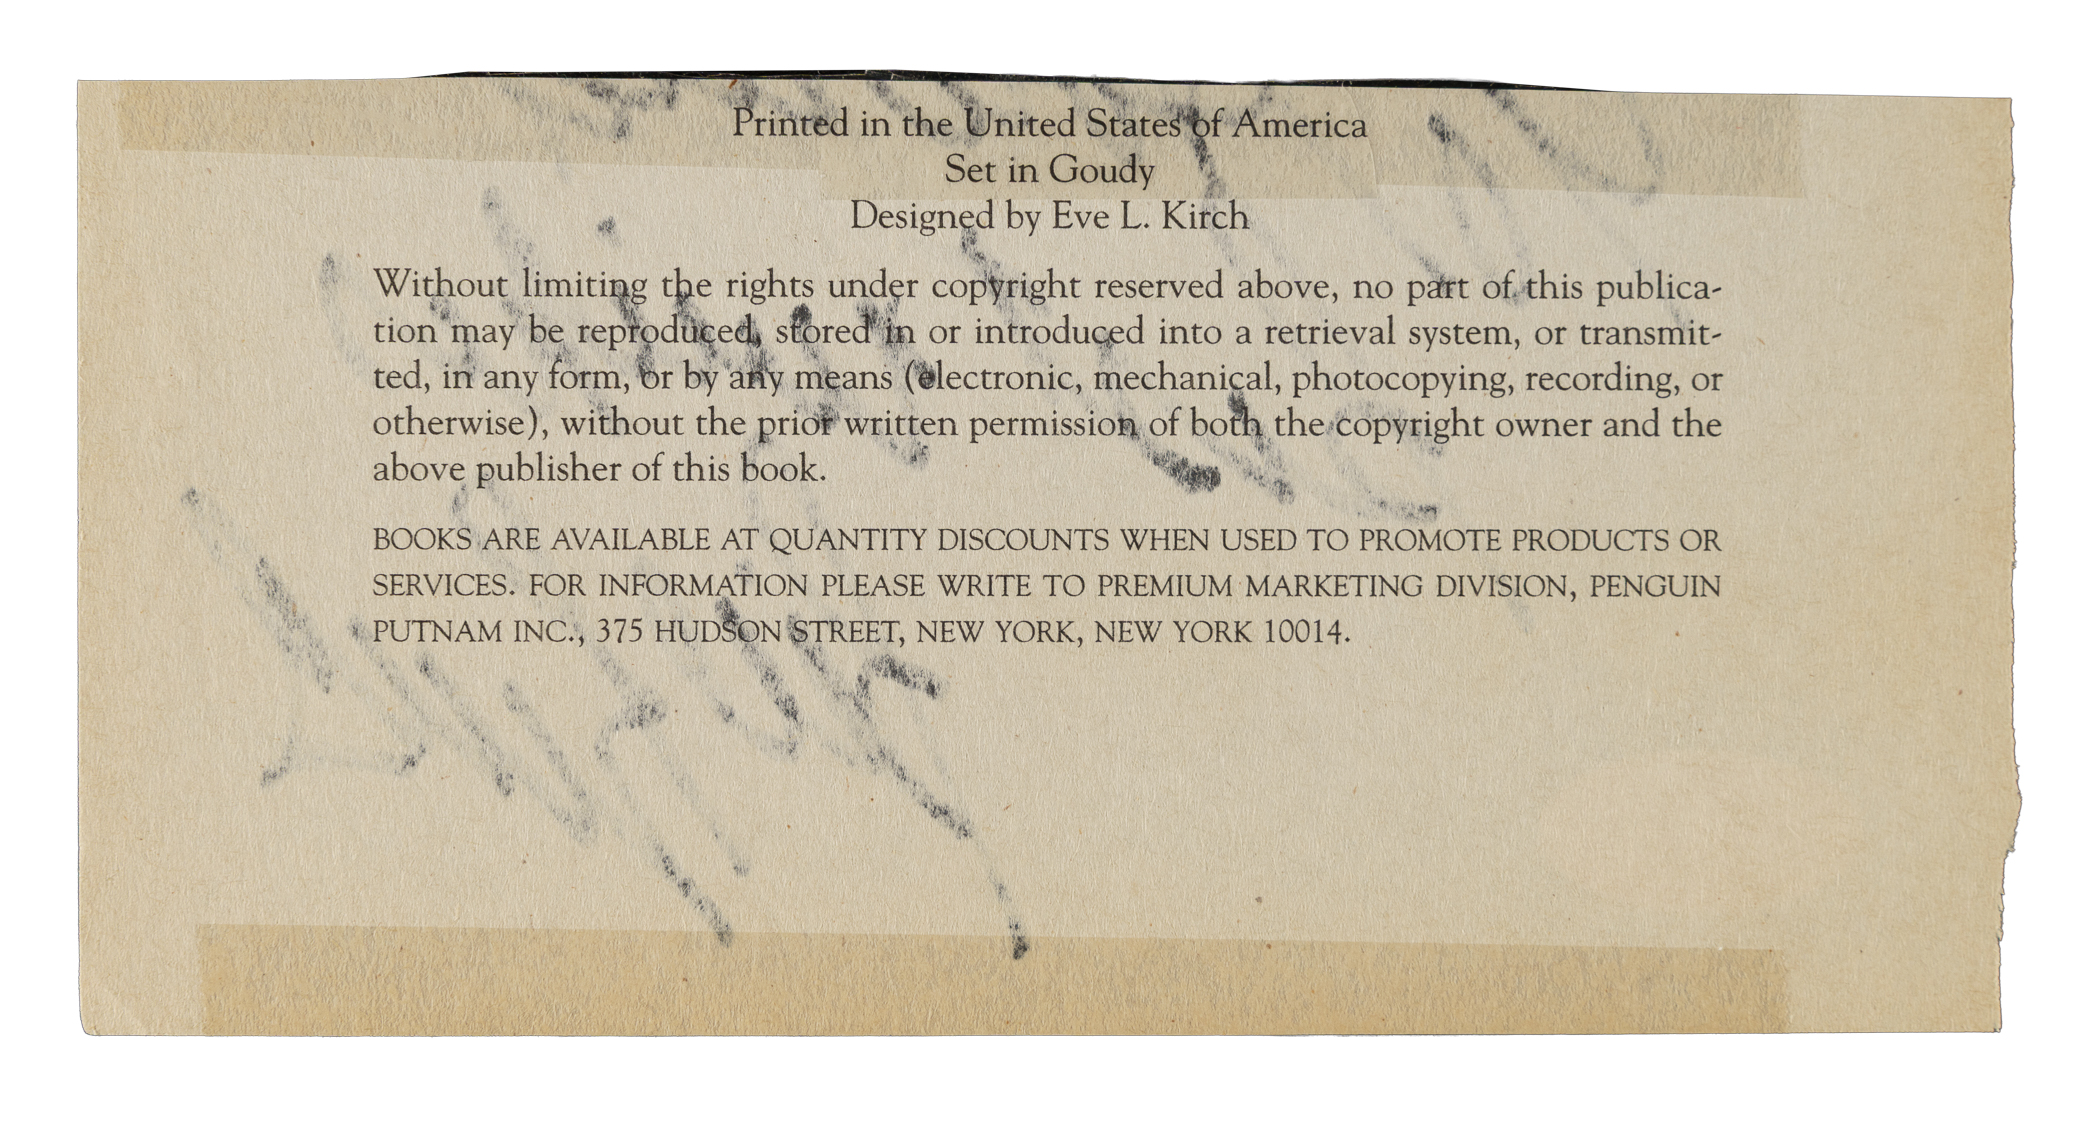 Printed in the United States of America
Set in Goudy
Designed by Eve L. Kirch
Without limiting the rights under copyright reserved above, no part of this publica-
tion may be reproduced, stored in or introduced into a retrieval system, or transmit-
ted, in any form, or by any means (electronic, mechanical, photocopying, recording, or
otherwise), without the prior written permission of both the copyright owner and the
above publisher of this book.
BOOKS ARE AVAILABLE AT QUANTITY DISCOUNTS WHEN USED TO PROMOTE PRODUCTS OR
SERVICES. FOR INFORMATION PLEASE WRITE TO PREMIUM MARKETING DIVISION, PENGUIN
PUTNAM INC., 375 HUDSON STREET, NEW YORK, NEW YORK 10014.